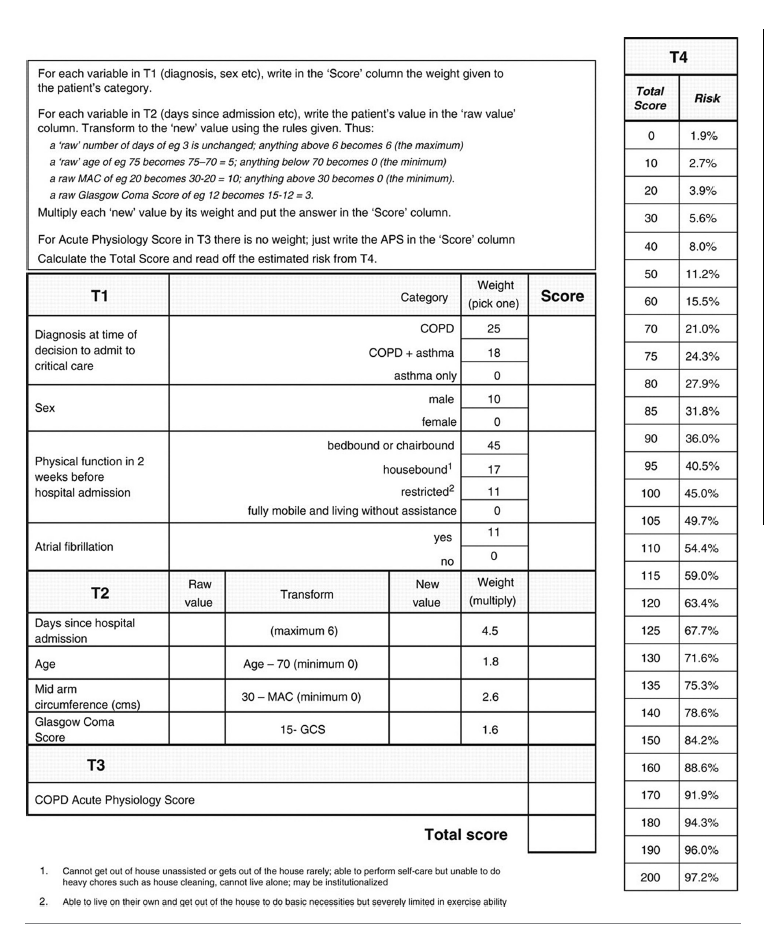 For each variable in T1 (diagnosis, sex etc), write in the ‘Score’ column the weight given to
the patient’s category.
For each variable in T2 (days since admission etc), write the patient’s value in the ‘raw value’
column. Transform to the ‘new’ value using the rules given. Thus:
a ‘raw’ number of days of eg 3 is unchanged; anything above 6 becomes 6 (the maximum)
a ‘raw’ age of eg 75 becomes 75–70 = 5; anything below 70 becomes 0 (the minimum)
a raw MAC of eg 20 becomes 30-20 = 10; anything above 30 becomes 0 (the minimum).
a raw Glasgow Coma Score of eg 12 becomes 15-12 = 3.
Multiply each ‘new’ value by its weight and put the answer in the ‘Score’ column.
For Acute Physiology Score in T3 there is no weight; just write the APS in the ‘Score’ column
Calculate the Total Score and read off the estimated risk from T4.
T1 Category Weight (pick one) Score
Diagnosis at time of
decision to admit to
critical care
COPD 25
COPD + asthma 18
asthma only 0
Sex
male 10
female 0
Physical function in 2
weeks before
hospital admission
bedbound or chairbound 45
housebound1 17
restricted2 11
fully mobile and living without assistance 0
Atrial fibrillation
yes 11
no 0
T2 Raw value Transform New value Weight (multiply)
Days since hospital
admission
(maximum 6) 4.5
Age Age – 70 (minimum 0) 1.8
Mid arm
circumference (cms)
30 – MAC (minimum 0) 2.6
Glasgow Coma
Score
15- GCS 1.6
T3
COPD Acute Physiology Score
Total score
1. Cannot get out of house unassisted or gets out of the house rarely; able to perform self-care but unable to do
heavy chores such as house cleaning, cannot live alone; may be institutionalized
2. Able to live on their own and get out of the house to do basic necessities but severely limited in exercise ability
T4
Total Score Risk
0 1.9%
10 2.7%
20 3.9%
30 5.6%
40 8.0%
50 11.2%
60 15.5%
70 21.0%
75 24.3%
80 27.9%
85 31.8%
90 36.0%
95 40.5%
100 45.0%
105 49.7%
110 54.4%
115 59.0%
120 63.4%
125 67.7%
130 71.6%
135 75.3%
140 78.6%
150 84.2%
160 88.6%
170 91.9%
180 94.3%
190 96.0%
200 97.2%